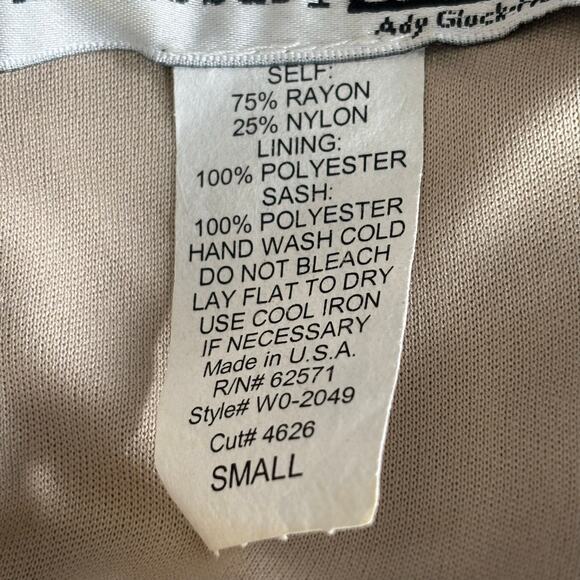 Ady Gluck-
SELF:
75% RAYON
25% NYLON
LINING:
100% POLYESTER
SASH:
100% POLYESTER
HAND WASH COLD
DO NOT BLEACH
LAY FLAT TO DRY
USE COOL IRON
IF NECESSARY
Made in U.S.A.
R/N# 62571
Style# W0-2049
Cut# 4626
SMALL